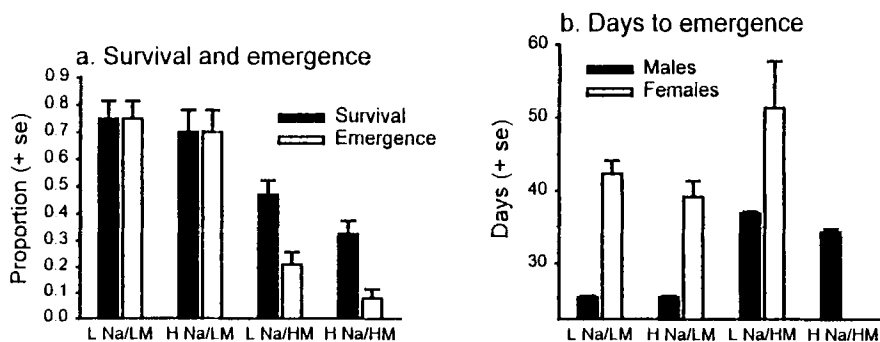 a. Survival and emergence
Proportion (+ se)
0.9
0.8
0.7
0.6
0.5
0.4
0.3
0.2
0.1
0.0
Survival
Emergence
L Na/LM H Na/LM L Na/HM H Na/HM
b. Days to emergence
Days (+ se)
60
50
40
30
Males
Females
L Na/LM H Na/LM L Na/HM H Na/HM